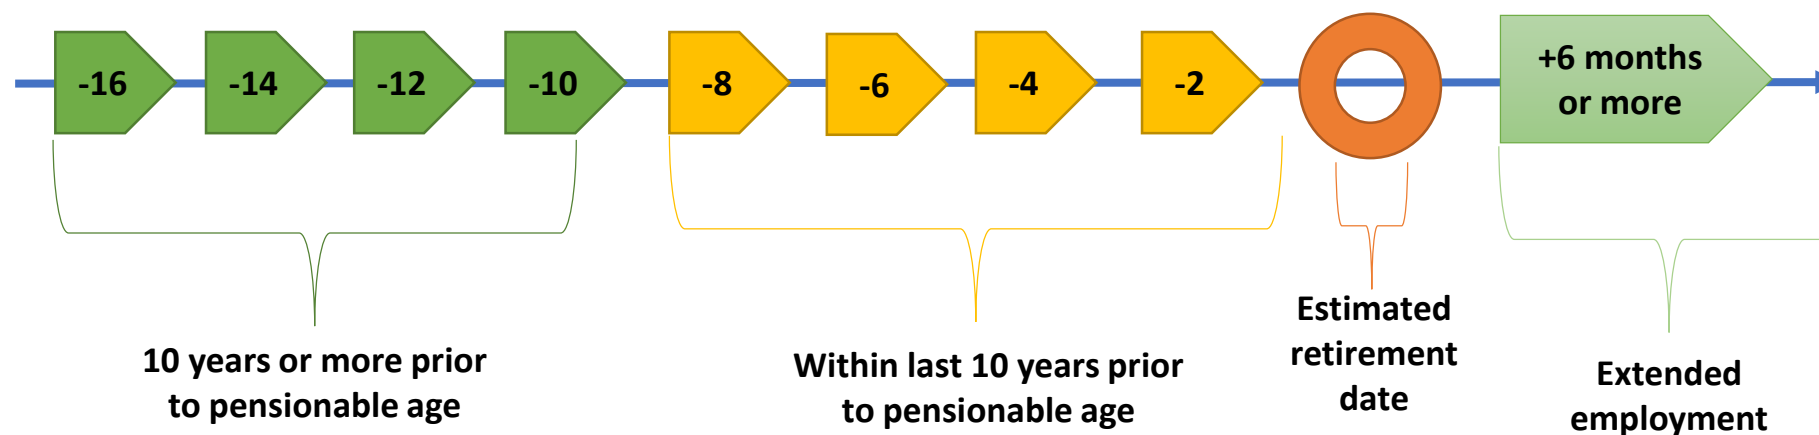 -16
-14
-12
-10
-8
-6
-4
-2
+6 months
or more
10 years or more prior
to pensionable age
Within last 10 years prior
to pensionable age
Estimated
retirement
date
Extended
employment